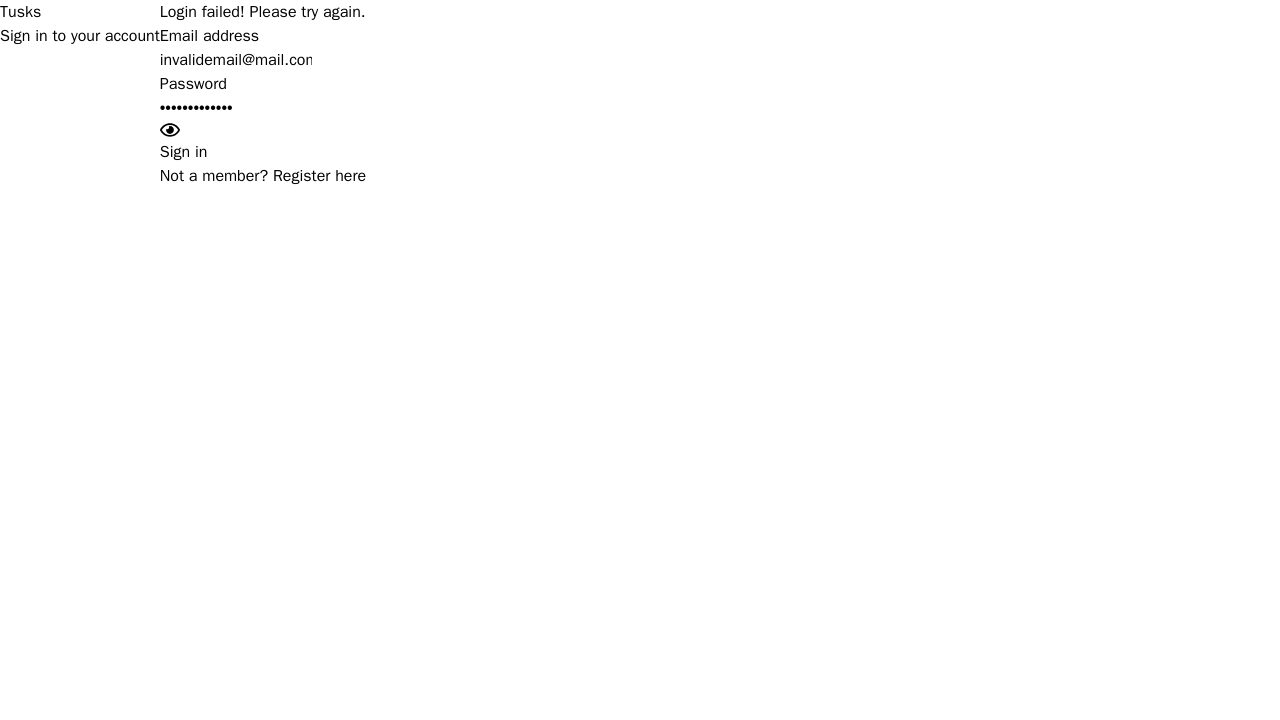 Tusks
Sign in to your account
Login failed! Please try again.
Email address
invalidemail@mail.com
Password
•••••••••••••
Sign in
Not a member? Register here